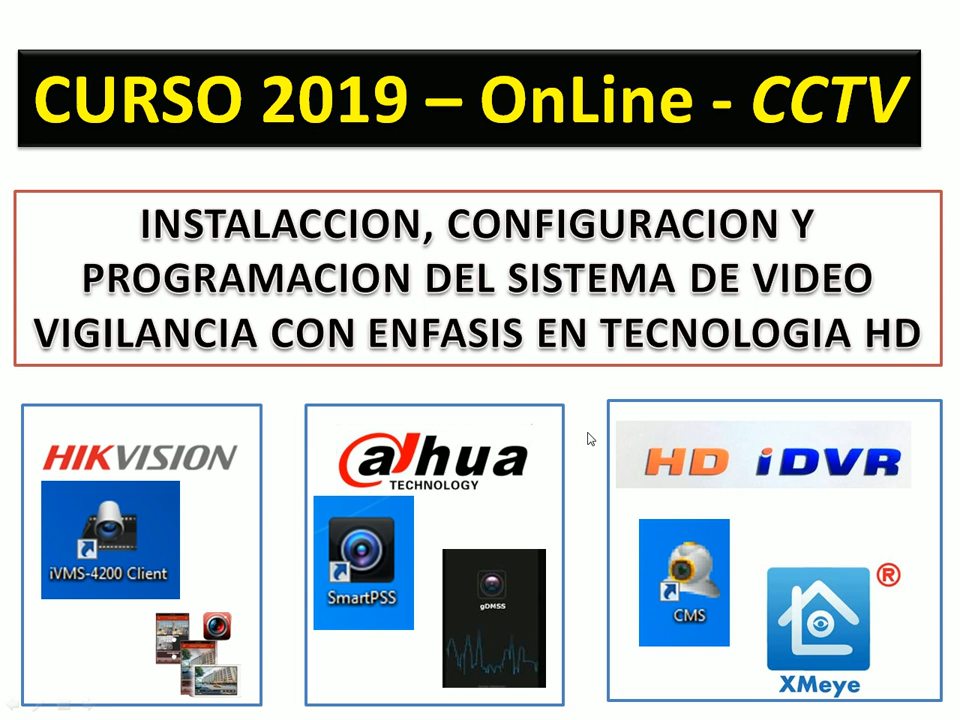 CURSO 2019 – OnLine - CCTV
INSTALACCION, CONFIGURACION Y
PROGRAMACION DEL SISTEMA DE VIDEO
VIGILANCIA CON ENFASIS EN TECNOLOGIA HD
HIKVISION
iVMS-4200 Client
alhua
TECHNOLOGY
SmartPSS
gDMSS
HD iDVR
CMS
®
XMeye